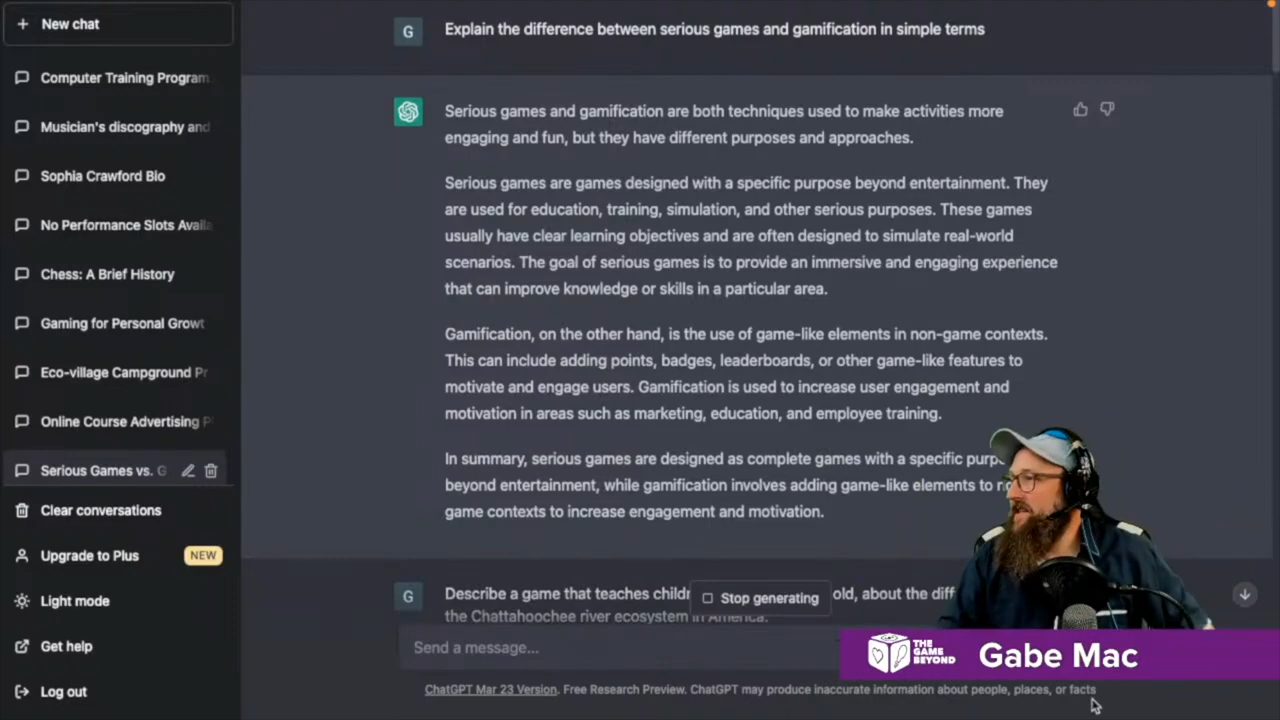 New chat
Computer Training Program
Musician's discography and
Sophia Crawford Bio
No Performance Slots Availa
Chess: A Brief History
Gaming for Personal Growt
Eco-village Campground Pr
Online Course Advertising P
Serious Games vs. G
Clear conversations
Upgrade to Plus NEW
Light mode
Get help
Log out
G
Explain the difference between serious games and gamification in simple terms
Serious games and gamification are both techniques used to make activities more
engaging and fun, but they have different purposes and approaches.
Serious games are games designed with a specific purpose beyond entertainment. They
are used for education, training, simulation, and other serious purposes. These games
usually have clear learning objectives and are often designed to simulate real-world
scenarios. The goal of serious games is to provide an immersive and engaging experience
that can improve knowledge or skills in a particular area.
Gamification, on the other hand, is the use of game-like elements in non-game contexts.
This can include adding points, badges, leaderboards, or other game-like features to
motivate and engage users. Gamification is used to increase user engagement and
motivation in areas such as marketing, education, and employee training.
In summary, serious games are designed as complete games with a specific purp
beyond entertainment, while gamification involves adding game-like elements to
game contexts to increase engagement and motivation.
G
Describe a game that teaches childr
old, about the diff
the Chattahoochee river ecosystem in America.
Stop generating
Send a message...
THE GAME BEYOND
Gabe Mac
ChatGPT Mar 23 Version. Free Research Preview. ChatGPT may produce inaccurate information about people, places, or facts